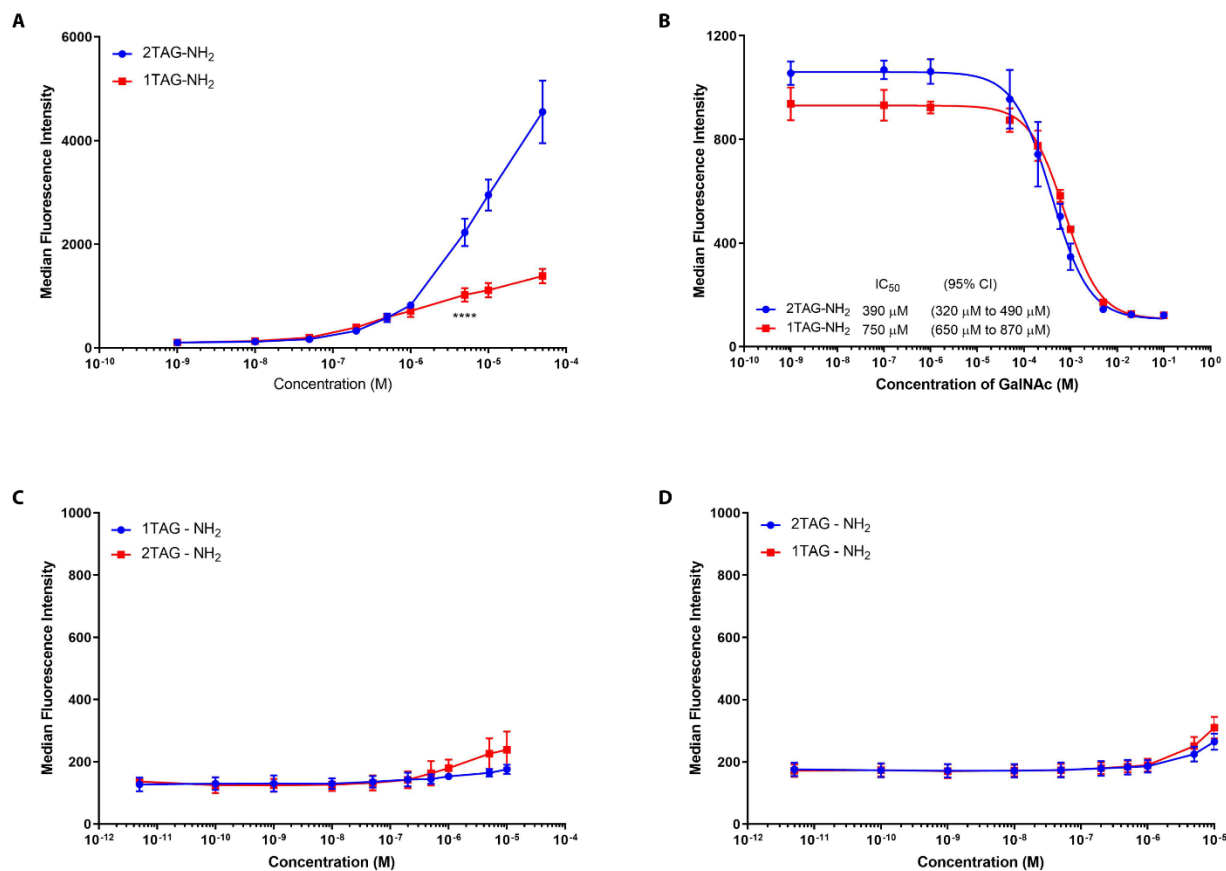 A
6000
4000
2000
0
Median Fluorescence Intensity
2TAG-NH₂
1TAG-NH₂
****
10⁻¹⁰ 10⁻⁹ 10⁻⁸ 10⁻⁷ 10⁻⁶ 10⁻⁵ 10⁻⁴
Concentration (M)
B
1200
800
400
0
Median Fluorescence Intensity
IC₅₀ (95% CI)
2TAG-NH₂ 390 μM (320 μM to 490 μM)
1TAG-NH₂ 750 μM (650 μM to 870 μM)
10⁻¹⁰ 10⁻⁹ 10⁻⁸ 10⁻⁷ 10⁻⁶ 10⁻⁵ 10⁻⁴ 10⁻³ 10⁻² 10⁻¹ 10⁰
Concentration of GalNAc (M)
C
1000
800
600
400
200
0
Median Fluorescence Intensity
1TAG - NH₂
2TAG - NH₂
10⁻¹² 10⁻¹¹ 10⁻¹⁰ 10⁻⁹ 10⁻⁸ 10⁻⁷ 10⁻⁶ 10⁻⁵ 10⁻⁴
Concentration (M)
D
1000
800
600
400
200
0
Median Fluorescence Intensity
2TAG - NH₂
1TAG - NH₂
10⁻¹² 10⁻¹¹ 10⁻¹⁰ 10⁻⁹ 10⁻⁸ 10⁻⁷ 10⁻⁶ 10⁻⁵
Concentration (M)